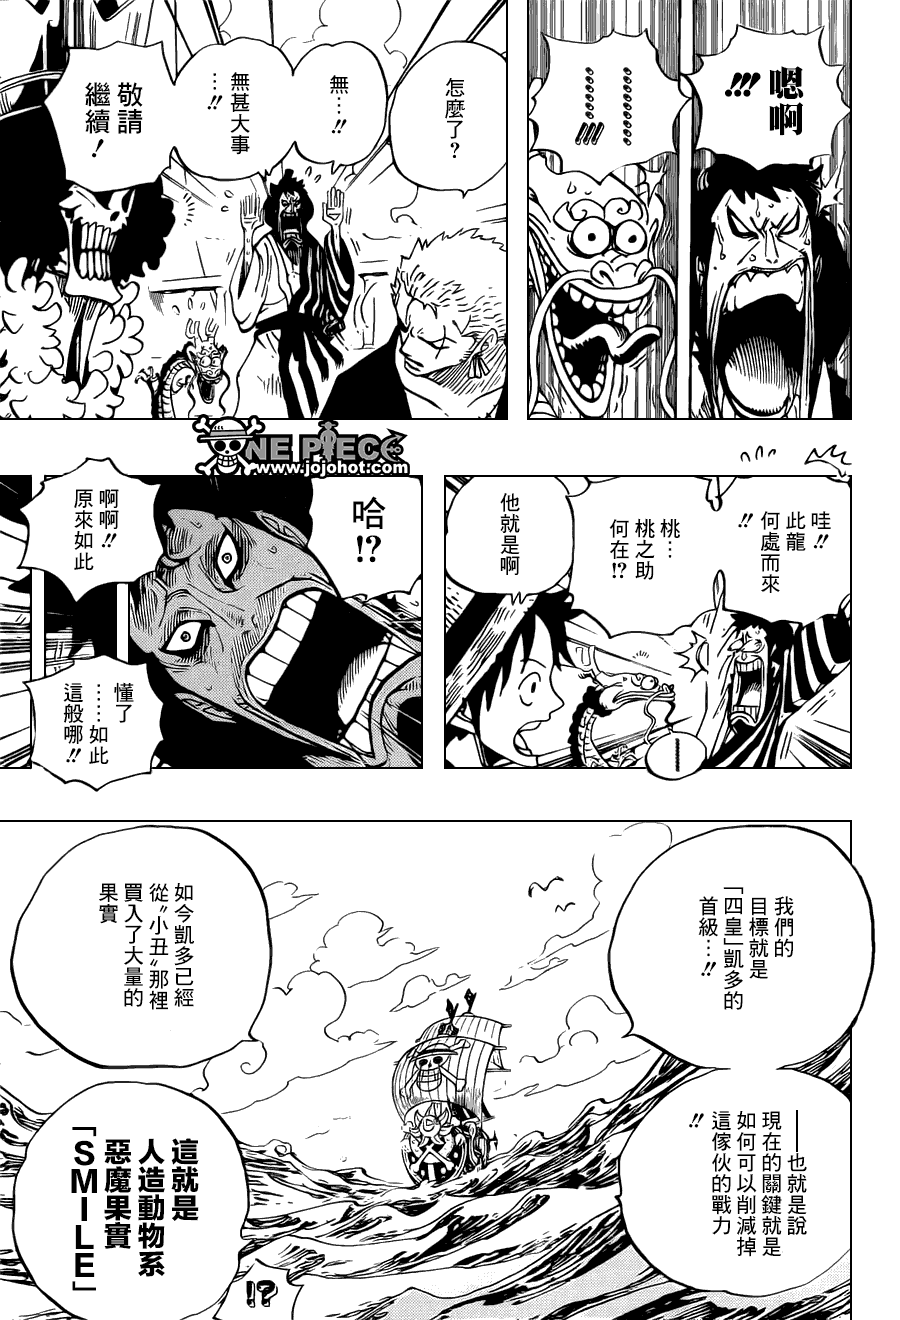 嗯啊
!!!
………
………!!!!
怎麼了?
無…!!
無甚大事
…!!
敬請
繼續!
ONE PIECE
www.jojohot.com
哇!!
此龍
何處而來
!!
桃…
桃之助
何在!?
他就是啊
哈
!?
啊啊!!
原來如此
懂了
……如此
這般哪!!
我們的
目標就是
「四皇」凱多的
首級…!!
——也就是說
現在的關鍵就是
如何可以削減掉
這傢伙的戰力
!!
如今凱多已經
從"小丑"那裡
買入了大量的
果實
這就是
人造動物系
惡魔果實
「SMILE」
!?